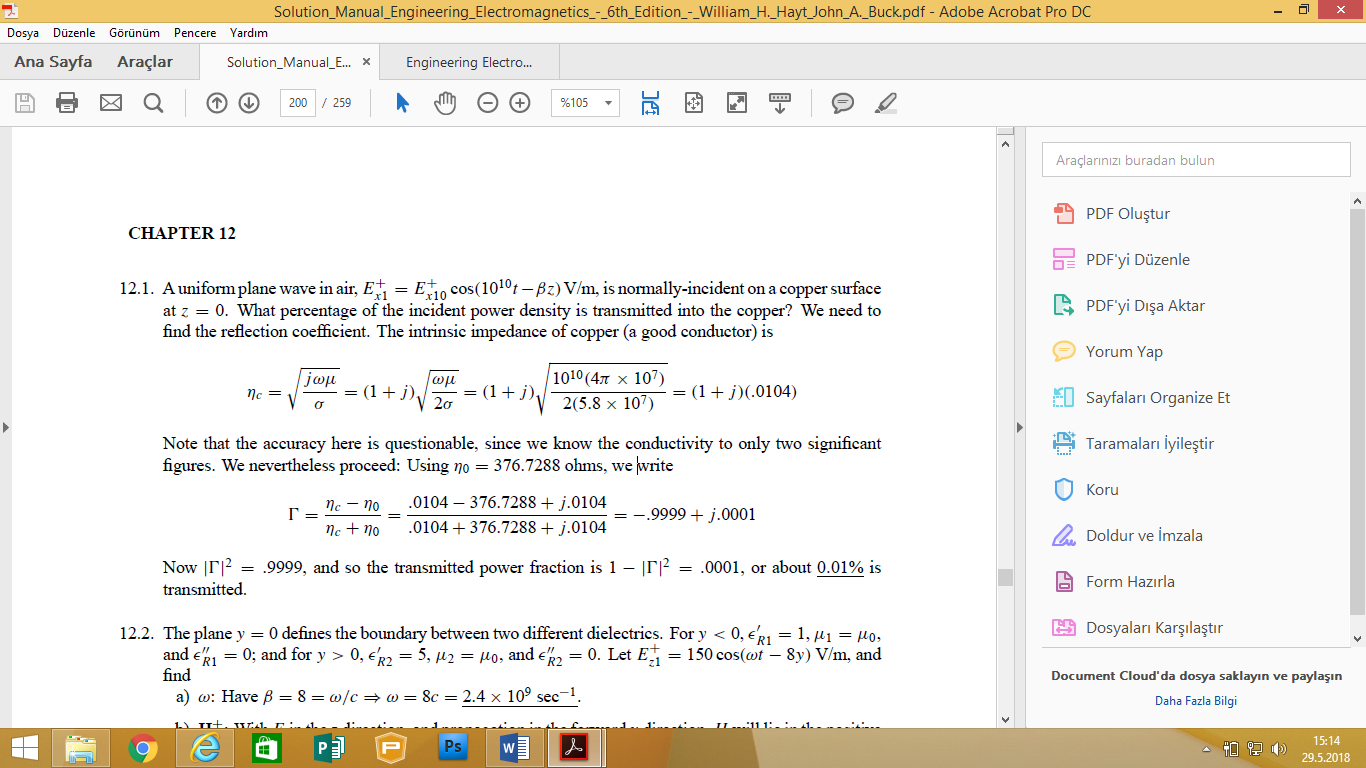 Solution_Manual_Engineering_Electromagnetics_-_6th_Edition_-_William_H._Hayt_John_A._Buck.pdf - Adobe Acrobat Pro DC
Dosya Düzenle Görünüm Pencere Yardım
Ana Sayfa Araçlar Solution_Manual_E... × Engineering Electro...
200 / 259 %105
CHAPTER 12
12.1. A uniform plane wave in air, E⁺ₓ₁ = E⁺ₓ₁₀ cos(10¹⁰t − βz) V/m, is normally-incident on a copper surface
at z = 0. What percentage of the incident power density is transmitted into the copper? We need to
find the reflection coefficient. The intrinsic impedance of copper (a good conductor) is
ηc = √(jωμ/σ) = (1 + j)√(ωμ/2σ) = (1 + j)√(10¹⁰(4π × 10⁷)/2(5.8 × 10⁷)) = (1 + j)(.0104)
Note that the accuracy here is questionable, since we know the conductivity to only two significant
figures. We nevertheless proceed: Using η₀ = 376.7288 ohms, we write
Γ = (ηc − η₀)/(ηc + η₀) = (.0104 − 376.7288 + j.0104)/(.0104 + 376.7288 + j.0104) = −.9999 + j.0001
Now |Γ|² = .9999, and so the transmitted power fraction is 1 − |Γ|² = .0001, or about 0.01% is
transmitted.
12.2. The plane y = 0 defines the boundary between two different dielectrics. For y < 0, ϵ′R1 = 1, μ₁ = μ₀,
and ϵ″R1 = 0; and for y > 0, ϵ′R2 = 5, μ₂ = μ₀, and ϵ″R2 = 0. Let E⁺z1 = 150 cos(ωt − 8y) V/m, and
find
a) ω: Have β = 8 = ω/c ⇒ ω = 8c = 2.4 × 10⁹ sec⁻¹.
Araçlarınızı buradan bulun
PDF Oluştur
PDF'yi Düzenle
PDF'yi Dışa Aktar
Yorum Yap
Sayfaları Organize Et
Taramaları İyileştir
Koru
Doldur ve İmzala
Form Hazırla
Dosyaları Karşılaştır
Document Cloud'da dosya saklayın ve paylaşın
Daha Fazla Bilgi
15:14
29.5.2018